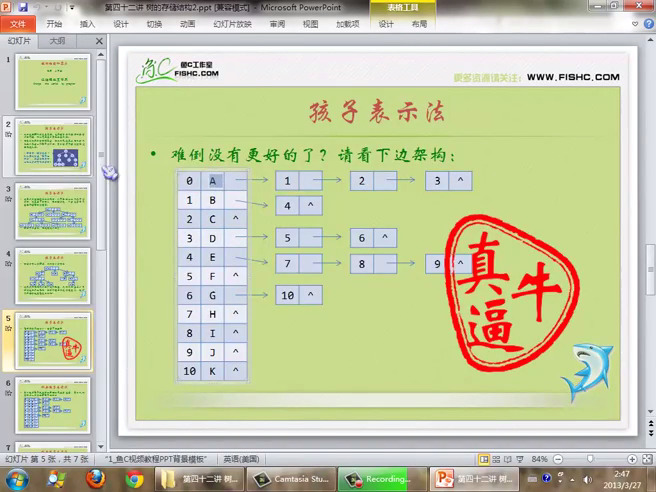 第四十二讲 树的存储结构2.ppt [兼容模式] - Microsoft PowerPoint
表格工具
文件 开始 插入 设计 切换 动画 幻灯片放映 审阅 视图 加载项 设计 布局
幻灯片 大纲
鱼C工作室
FISHC.COM
更多资源请关注： WWW.FISHC.COM
孩子表示法
• 难倒没有更好的了？请看下边架构：
0 A 1 2 3 ^
1 B 4 ^
2 C ^
3 D 5 6 ^
4 E 7 8 9 ^
5 F ^
6 G 10 ^
7 H ^
8 I ^
9 J ^
10 K ^
真
牛
逼
1
2
3
4
5
6
7
幻灯片 第 5 张，共 7 张 "1_鱼C视频教程PPT背景模板" 英语(美国) 84%
第四十二讲 树... Camtasia Stu... Recording... 第四十二讲 树...
2:47
2013/3/27